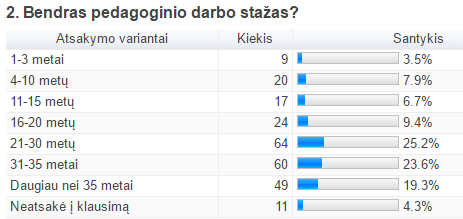 2. Bendras pedagoginio darbo stažas?
Atsakymo variantai Kiekis Santykis
1-3 metai 9 3.5%
4-10 metų 20 7.9%
11-15 metų 17 6.7%
16-20 metų 24 9.4%
21-30 metų 64 25.2%
31-35 metai 60 23.6%
Daugiau nei 35 metai 49 19.3%
Neatsakė į klausimą 11 4.3%